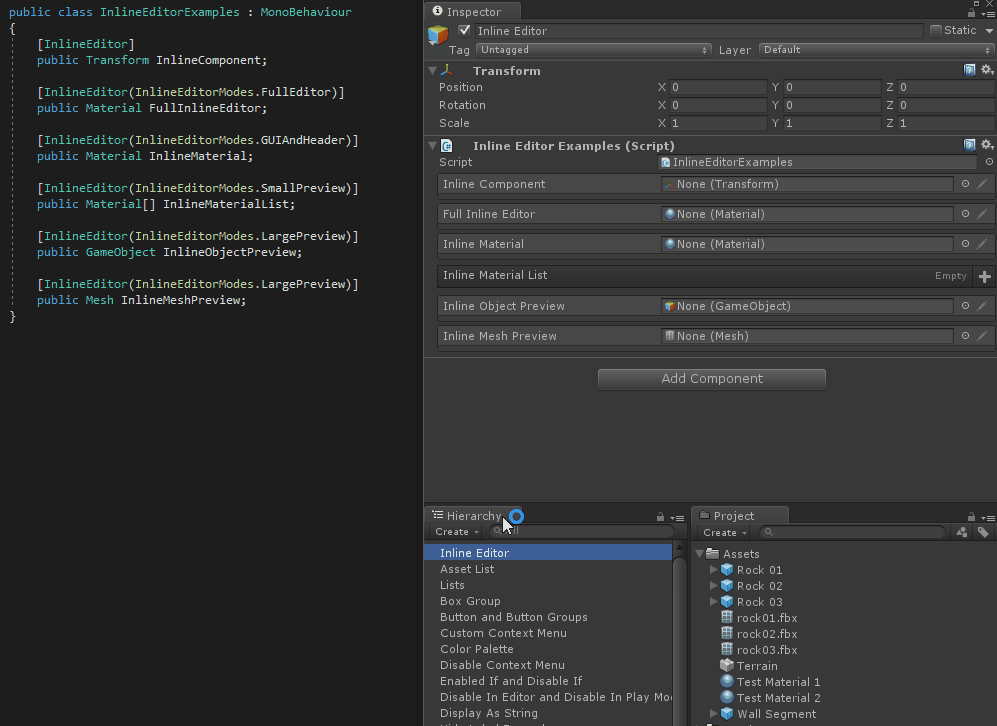 public class InlineEditorExamples : MonoBehaviour
{
[InlineEditor]
public Transform InlineComponent;
[InlineEditor(InlineEditorModes.FullEditor)]
public Material FullInlineEditor;
[InlineEditor(InlineEditorModes.GUIAndHeader)]
public Material InlineMaterial;
[InlineEditor(InlineEditorModes.SmallPreview)]
public Material[] InlineMaterialList;
[InlineEditor(InlineEditorModes.LargePreview)]
public GameObject InlineObjectPreview;
[InlineEditor(InlineEditorModes.LargePreview)]
public Mesh InlineMeshPreview;
}
Inspector
Inline Editor Static
Tag Untagged Layer Default
Transform
Position X 0 Y 0 Z 0
Rotation X 0 Y 0 Z 0
Scale X 1 Y 1 Z 1
Inline Editor Examples (Script)
Script InlineEditorExamples
Inline Component None (Transform)
Full Inline Editor None (Material)
Inline Material None (Material)
Inline Material List Empty
Inline Object Preview None (GameObject)
Inline Mesh Preview None (Mesh)
Add Component
Hierarchy
Create
Inline Editor
Asset List
Lists
Box Group
Button and Button Groups
Custom Context Menu
Color Palette
Disable Context Menu
Enabled If and Disable If
Disable In Editor and Disable In Play Mo
Display As String
Project
Create
Assets
Rock 01
Rock 02
Rock 03
rock01.fbx
rock02.fbx
rock03.fbx
Terrain
Test Material 1
Test Material 2
Wall Segment